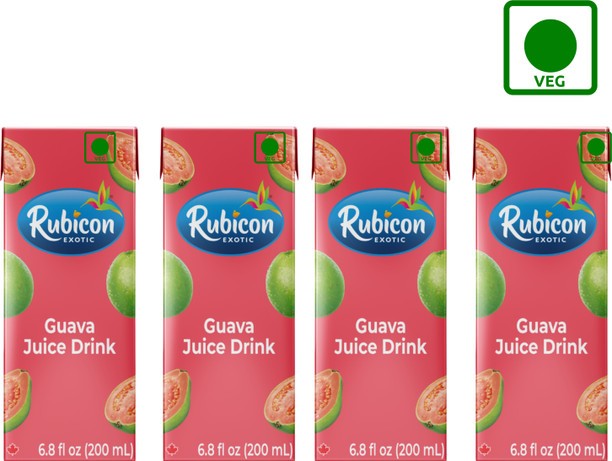 VEG
Rubicon
EXOTIC
Guava
Juice Drink
6.8 fl oz (200 mL)
Rubicon
EXOTIC
Guava
Juice Drink
6.8 fl oz (200 mL)
Rubicon
EXOTIC
Guava
Juice Drink
6.8 fl oz (200 mL)
Rubicon
EXOTIC
Guava
Juice Drink
6.8 fl oz (200 mL)